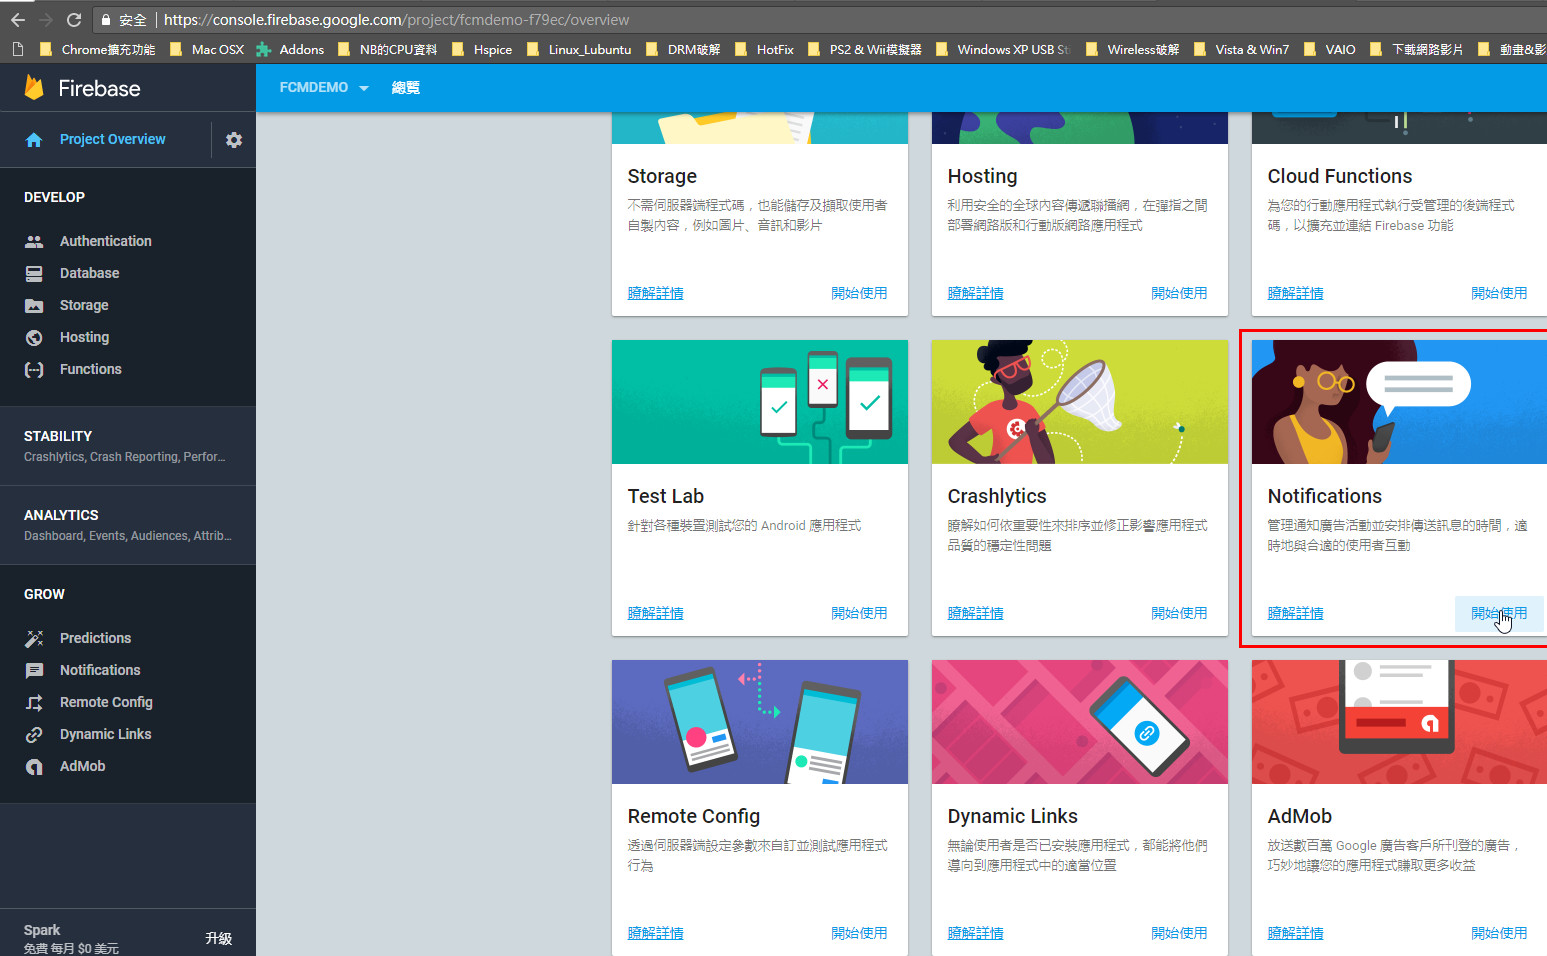 安全 | https://console.firebase.google.com/project/fcmdemo-f79ec/overview
Chrome擴充功能 Mac OSX Addons NB的CPU資料 Hspice Linux_Lubuntu DRM破解 HotFix PS2 & Wii模擬器 Windows XP USB Wireless破解 Vista & Win7 VAIO 下載網路影片 動畫&影
Firebase
FCMDEMO 總覽
Project Overview
DEVELOP
Authentication
Database
Storage
Hosting
Functions
STABILITY
Crashlytics, Crash Reporting, Perfor...
ANALYTICS
Dashboard, Events, Audiences, Attrib...
GROW
Predictions
Notifications
Remote Config
Dynamic Links
AdMob
Spark
免費 每月 $0 美元
升級
Storage
不需伺服器端程式碼，也能儲存及擷取使用者
自製內容，例如圖片、音訊和影片
瞭解詳情 開始使用
Hosting
利用安全的全球內容傳遞聯播網，在彈指之間
部署網路版和行動版網路應用程式
瞭解詳情 開始使用
Cloud Functions
為您的行動應用程式執行受管理的後端程式
碼，以擴充並連結 Firebase 功能
瞭解詳情 開始使用
Test Lab
針對各種裝置測試您的 Android 應用程式
瞭解詳情 開始使用
Crashlytics
瞭解如何依重要性來排序並修正影響應用程式
品質的穩定性問題
瞭解詳情 開始使用
Notifications
管理通知廣告活動並安排傳送訊息的時間，適
時地與合適的使用者互動
瞭解詳情 開始使用
Remote Config
透過伺服器端設定參數來自訂並測試應用程式
行為
瞭解詳情 開始使用
Dynamic Links
無論使用者是否已安裝應用程式，都能將他們
導向到應用程式中的適當位置
瞭解詳情 開始使用
AdMob
放送數百萬 Google 廣告客戶所刊登的廣告，
巧妙地讓您的應用程式賺取更多收益
瞭解詳情 開始使用